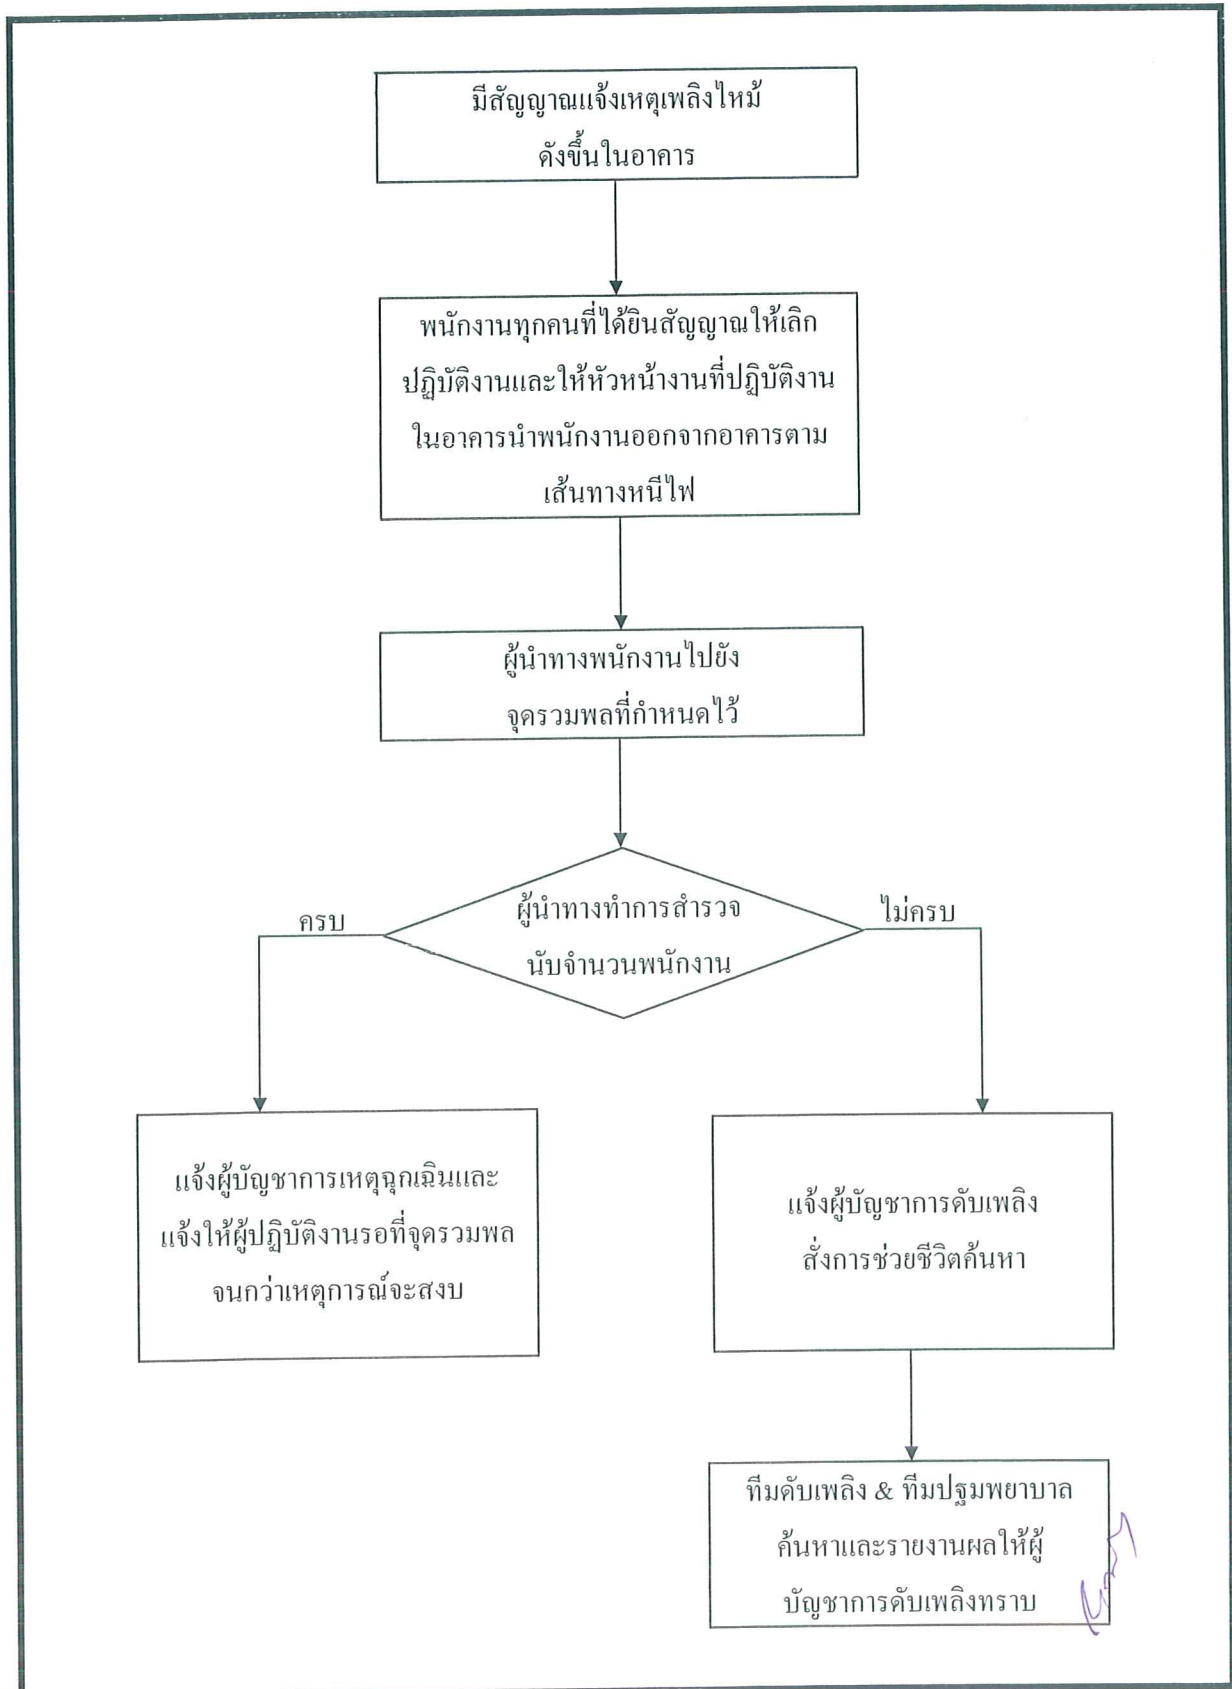 มีสัญญาณแจ้งเหตุเพลิงไหม้
ดังขึ้นในอาคาร
พนักงานทุกคนที่ได้ยินสัญญาณให้เลิก
ปฏิบัติงานและให้หัวหน้างานที่ปฏิบัติงาน
ในอาคารนำพนักงานออกจากอาคารตาม
เส้นทางหนีไฟ
ผู้นำทางพนักงานไปยัง
จุดรวมพลที่กำหนดไว้
ผู้นำทางทำการสำรวจ
นับจำนวนพนักงาน
ครบ
ไม่ครบ
แจ้งผู้บัญชาการเหตุฉุกเฉินและ
แจ้งให้ผู้ปฏิบัติงานรอที่จุดรวมพล
จนกว่าเหตุการณ์จะสงบ
แจ้งผู้บัญชาการดับเพลิง
สั่งการช่วยชีวิตค้นหา
ทีมดับเพลิง & ทีมปฐมพยาบาล
ค้นหาและรายงานผลให้ผู้
บัญชาการดับเพลิงทราบ